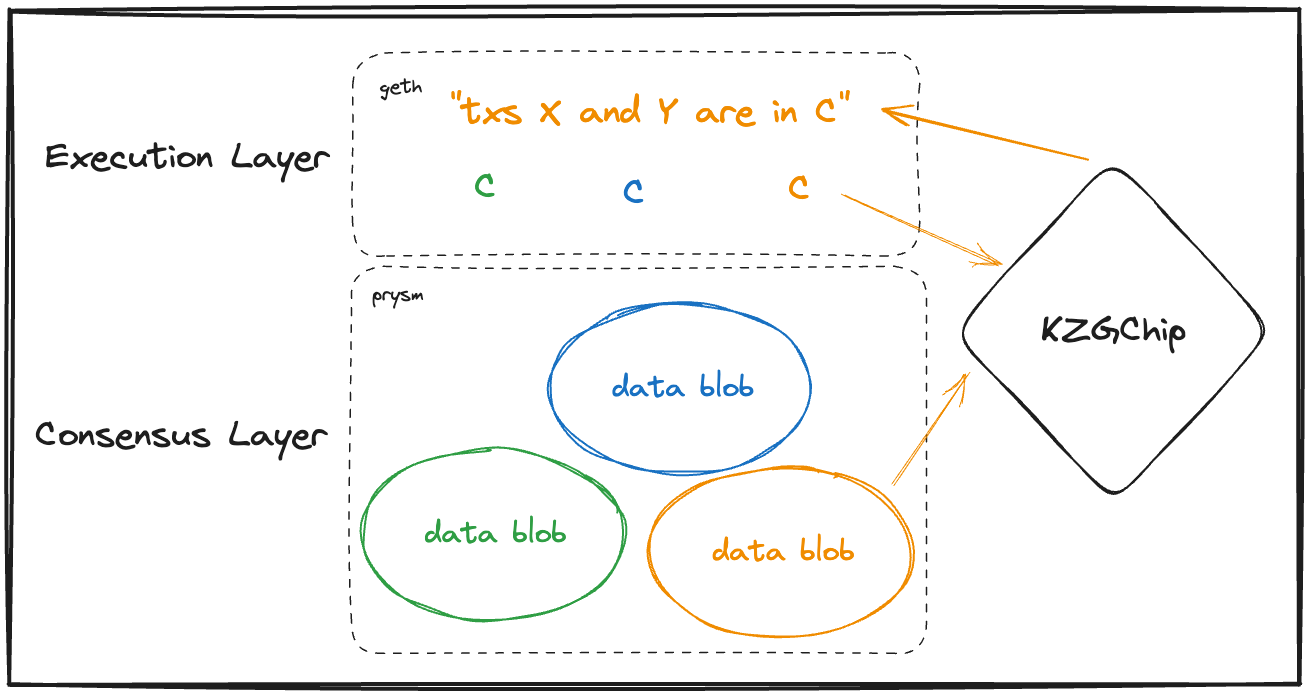 geth
"txs X and Y are in C"
Execution Layer
C
C
C
prysm
KZGChip
data blob
Consensus Layer
data blob
data blob